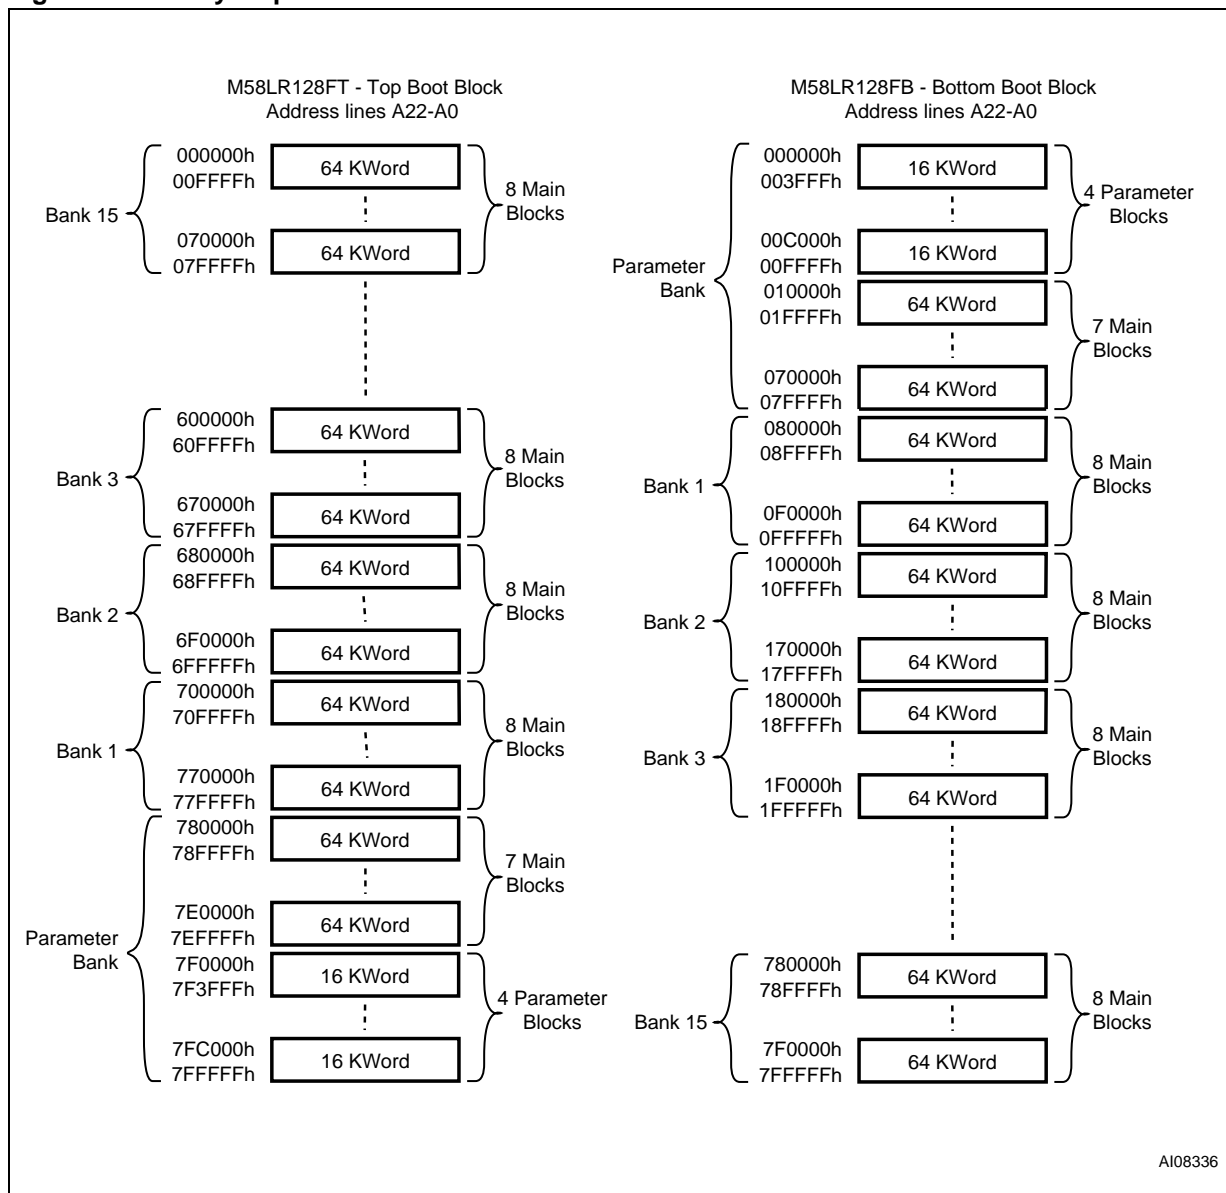 M58LR128FT - Top Boot Block
Address lines A22-A0
000000h
00FFFFh
64 KWord
Bank 15
8 Main
Blocks
070000h
07FFFFh
64 KWord
600000h
60FFFFh
64 KWord
Bank 3
8 Main
Blocks
670000h
67FFFFh
64 KWord
680000h
68FFFFh
64 KWord
Bank 2
8 Main
Blocks
6F0000h
6FFFFFh
64 KWord
700000h
70FFFFh
64 KWord
Bank 1
8 Main
Blocks
770000h
77FFFFh
64 KWord
780000h
78FFFFh
64 KWord
7 Main
Blocks
7E0000h
7EFFFFh
64 KWord
Parameter
Bank
7F0000h
7F3FFFh
16 KWord
4 Parameter
Blocks
7FC000h
7FFFFFh
16 KWord
M58LR128FB - Bottom Boot Block
Address lines A22-A0
000000h
003FFFh
16 KWord
4 Parameter
Blocks
00C000h
00FFFFh
16 KWord
Parameter
Bank
010000h
01FFFFh
64 KWord
7 Main
Blocks
070000h
07FFFFh
64 KWord
080000h
08FFFFh
64 KWord
Bank 1
8 Main
Blocks
0F0000h
0FFFFFh
64 KWord
100000h
10FFFFh
64 KWord
Bank 2
8 Main
Blocks
170000h
17FFFFh
64 KWord
180000h
18FFFFh
64 KWord
Bank 3
8 Main
Blocks
1F0000h
1FFFFFh
64 KWord
780000h
78FFFFh
64 KWord
Bank 15
8 Main
Blocks
7F0000h
7FFFFFh
64 KWord
AI08336